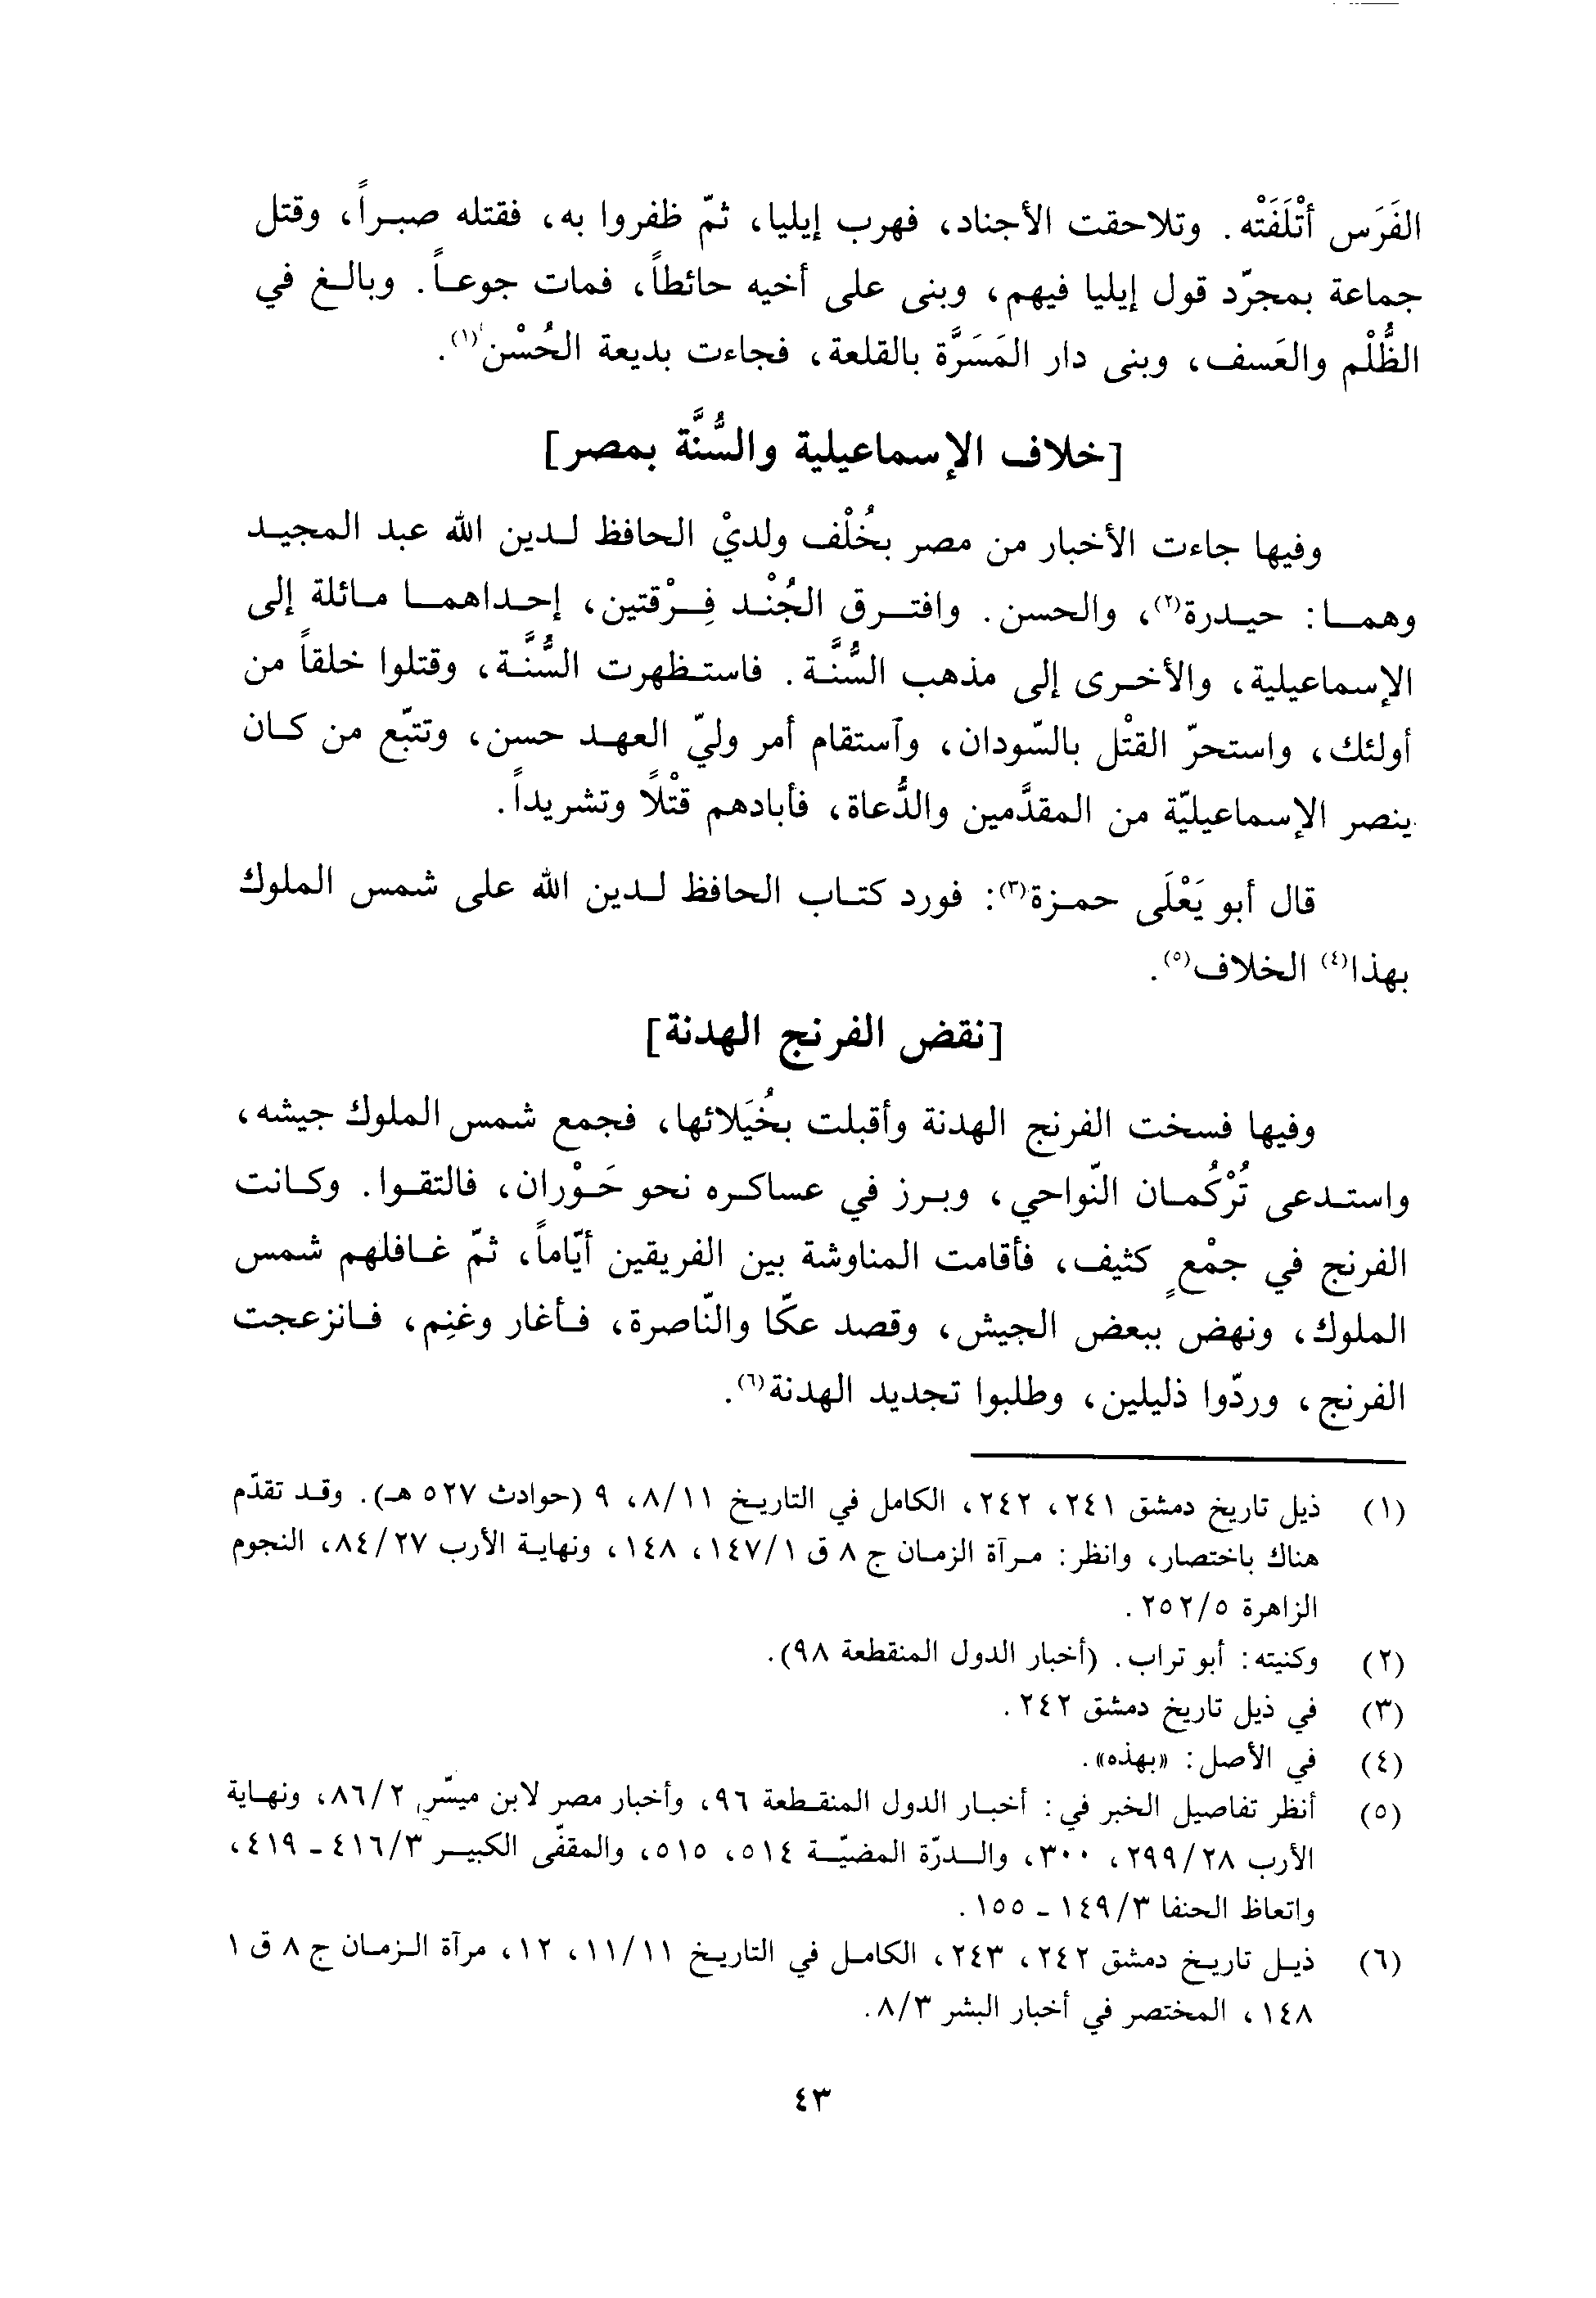 الفَرَس أتْلَفَتْه. وتلاحقت الأجناد، فهرب إيليا، ثمّ ظفروا به، فقتله صبراً، وقتل
جماعة بمجرّد قول إيليا فيهم، وبنى على أخيه حائطاً، فمات جوعاً. وبالغ في
الظُّلْم والعَسف، وبنى دار المَسَرَّة بالقلعة، فجاءت بديعة الحُسْن(١).
[خلاف الإسماعيلية والسُّنَّة بمصر]
وفيها جاءت الأخبار من مصر بخُلْف ولديْ الحافظ لدين الله عبد المجيد
وهما: حيدرة(٢)، والحسن. وافترق الجُنْد فِرْقتين، إحداهما مائلة إلى
الإسماعيلية، والأخرى إلى مذهب السُّنَّة. فاستظهرت السُّنَّة، وقتلوا خلقاً من
أولئك، واستحرّ القتْل بالسّودان، وآستقام أمر وليّ العهد حسن، وتتبّع من كان
ينصر الإسماعيليّة من المقدَّمين والدُّعاة، فأبادهم قتْلاً وتشريداً.
قال أبو يَعْلَى حمزة(٣): فورد كتاب الحافظ لدين الله على شمس الملوك
بهذا(٤) الخلاف(٥).
[نقض الفرنج الهدنة]
وفيها فسخت الفرنج الهدنة وأقبلت بخُيَلائها، فجمع شمس الملوك جيشه،
واستدعى تُرْكُمان النّواحي، وبرز في عساكره نحو حَوْران، فالتقوا. وكانت
الفرنج في جمْعٍ كثيف، فأقامت المناوشة بين الفريقين أيّاماً، ثمّ غافلهم شمس
الملوك، ونهض ببعض الجيش، وقصد عكّا والنّاصرة، فأغار وغنِم، فانزعجت
الفرنج، وردّوا ذليلين، وطلبوا تجديد الهدنة(٦).
(١) ذيل تاريخ دمشق ٢٤١، ٢٤٢، الكامل في التاريخ ٨/١١، ٩ (حوادث ٥٢٧ هـ). وقد تقدّم
هناك باختصار، وانظر: مرآة الزمان ج ٨ ق ١٤٧/١، ١٤٨، ونهاية الأرب ٨٤/٢٧، النجوم
الزاهرة ٢٥٢/٥.
(٢) وكنيته: أبو تراب. (أخبار الدول المنقطعة ٩٨).
(٣) في ذيل تاريخ دمشق ٢٤٢.
(٤) في الأصل: «بهذه».
(٥) أنظر تفاصيل الخبر في: أخبار الدول المنقطعة ٩٦، وأخبار مصر لابن ميسّر ٨٦/٢، ونهاية
الأرب ٢٩٩/٢٨، ٣٠٠، والدرّة المضيّة ٥١٤، ٥١٥، والمقفّى الكبير ٤١٦/٣ - ٤١٩،
واتعاظ الحنفا ١٤٩/٣ - ١٥٥.
(٦) ذيل تاريخ دمشق ٢٤٢، ٢٤٣، الكامل في التاريخ ١١/١١، ١٢، مرآة الزمان ج ٨ ق ١
١٤٨، المختصر في أخبار البشر ٨/٣.
٤٣